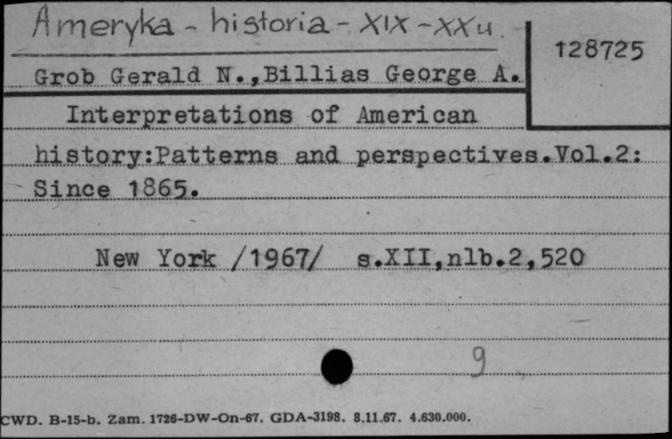 Ameryka - historia - XIX - XXw.
128725
Grob Gerald N.,Billias George A.
Interpretations of American
history:Patterns and perspectives.Vol.2:
Since 1865.
New York /1967/ s.XII,nlb.2,520
9
CWD. B-15-b. Zam. 1726-DW-On-67. GDA-3198. 8.11.67. 4.630.000.